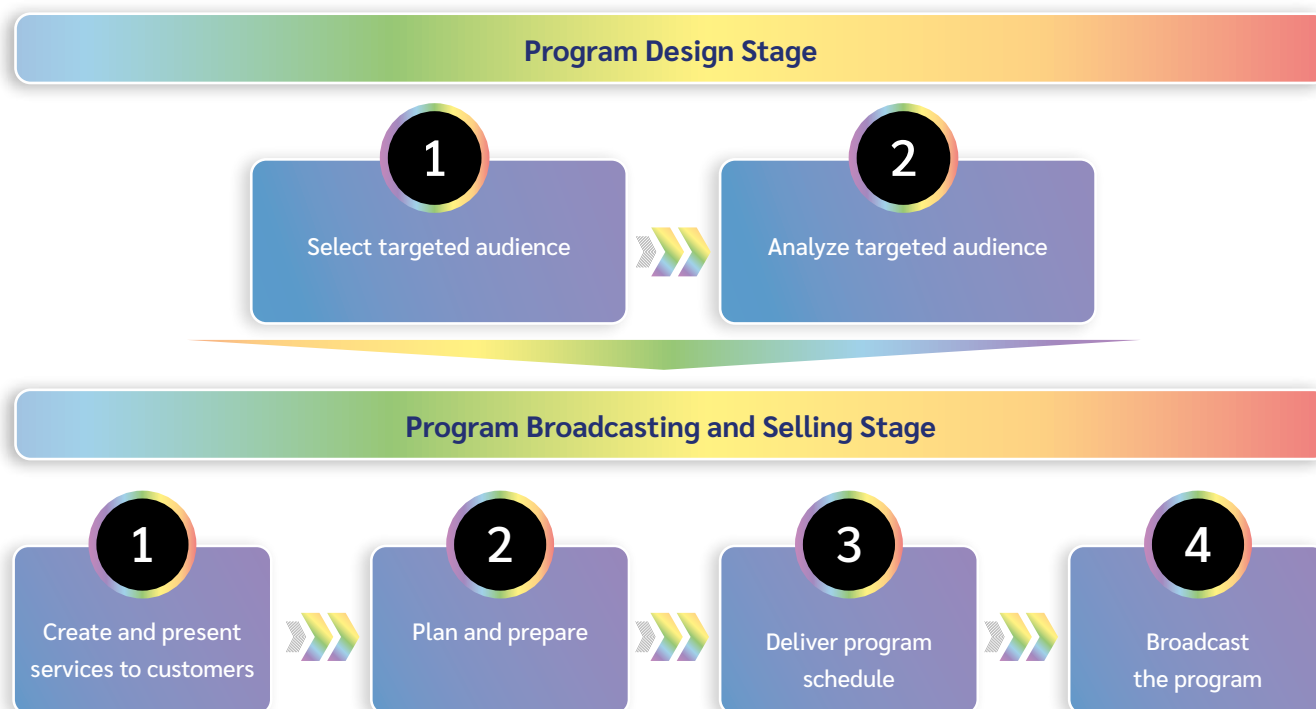 Program Design Stage
1
2
Select targeted audience
Analyze targeted audience
Program Broadcasting and Selling Stage
1
2
3
4
Create and present
services to customers
Plan and prepare
Deliver program
schedule
Broadcast
the program